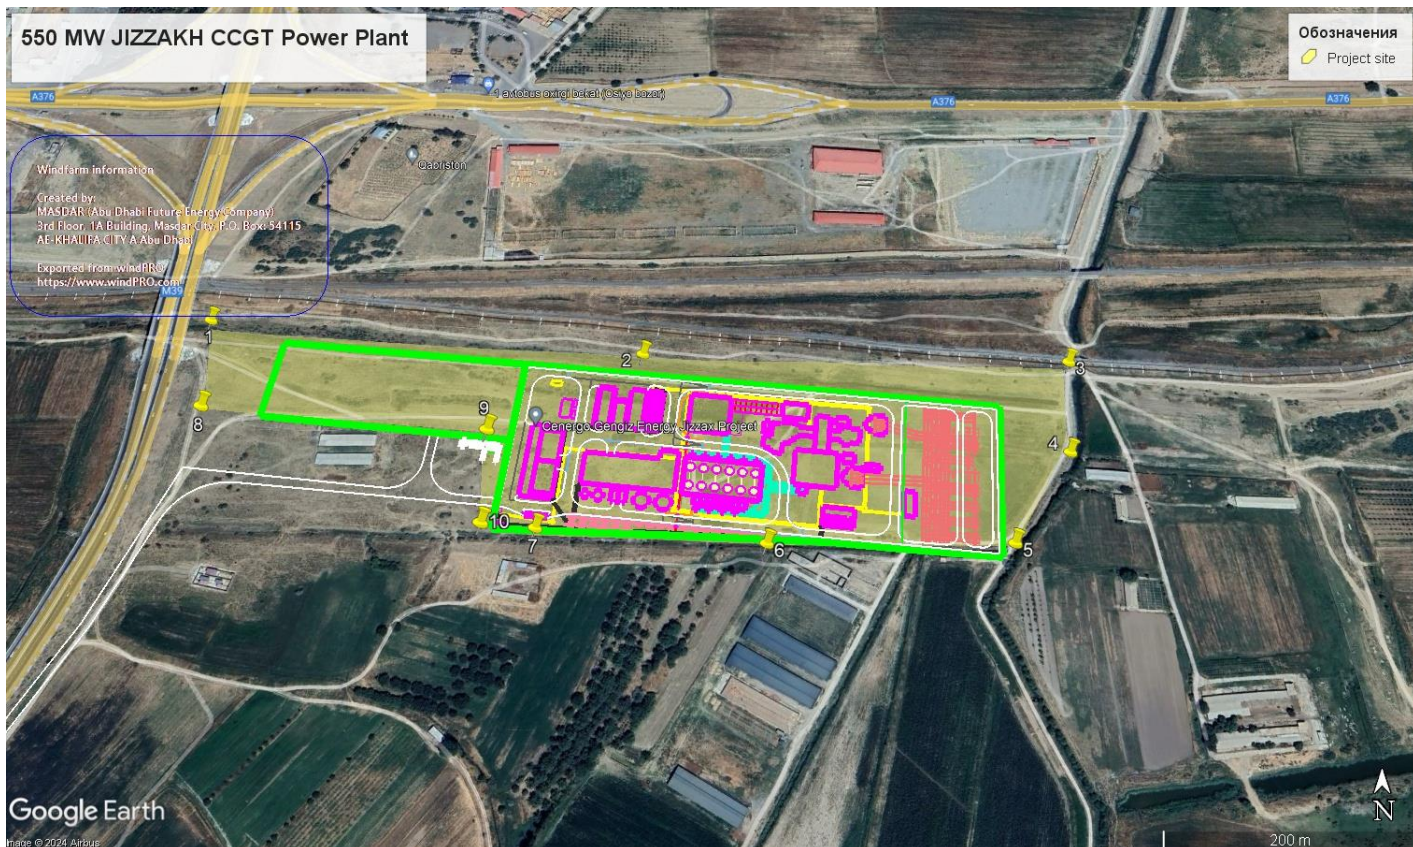 550 MW JIZZAKH CCGT Power Plant
Обозначения
Project site
A376
1 avtobus oxirgi bekat (Osiyo bozor)
A376
A376
Qabriston
Windfarm information
Created by:
MASDAR (Abu Dhabi Future Energy Company)
3rd Floor, 1A Building, Masdar City, P.O. Box: 54115
AE-KHALIFA CITY A Abu Dhabi
Exported from windPRO
https://www.windPRO.com
M39
1
2
3
8
9
4
Cenergo Gengiz Energy Jizzax Project
10
7
6
5
Google Earth
Image © 2024 Airbus
N
200 m